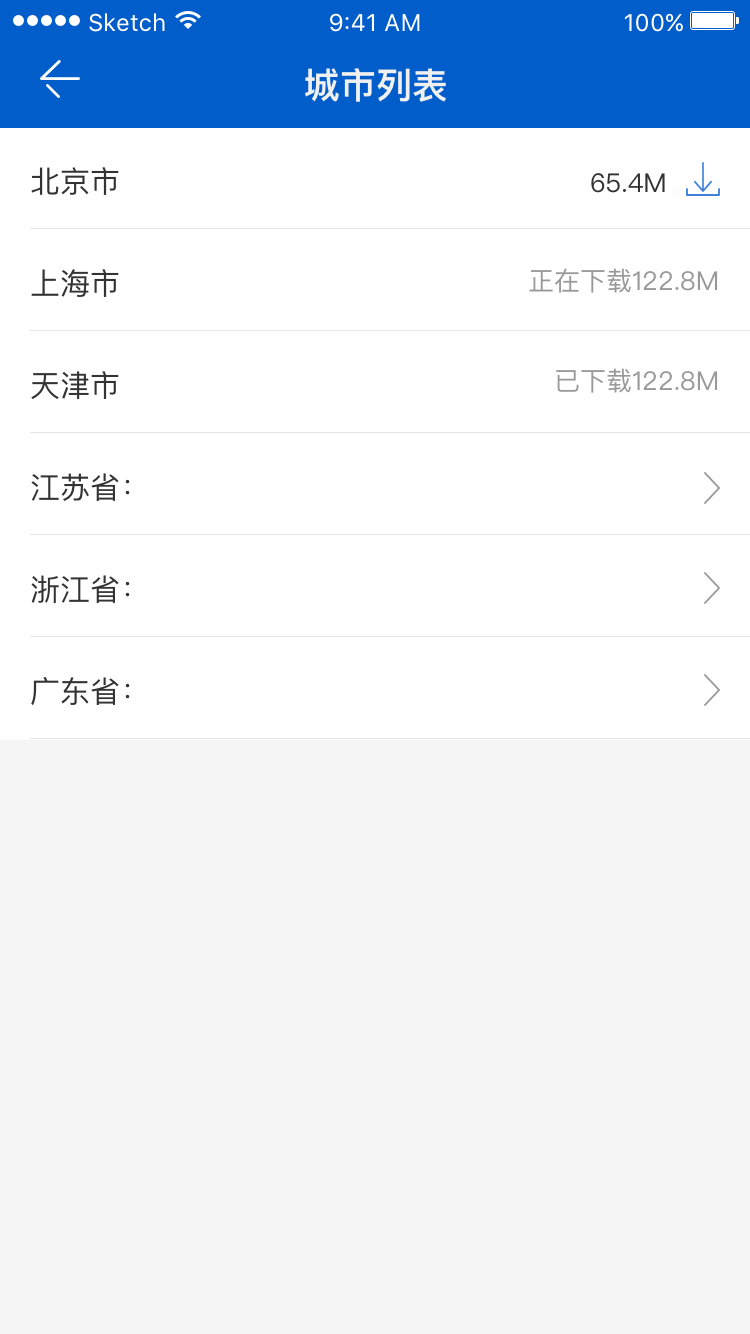 Sketch 9:41 AM 100%
城市列表
北京市 65.4M
上海市 正在下载122.8M
天津市 已下载122.8M
江苏省：
浙江省：
广东省：